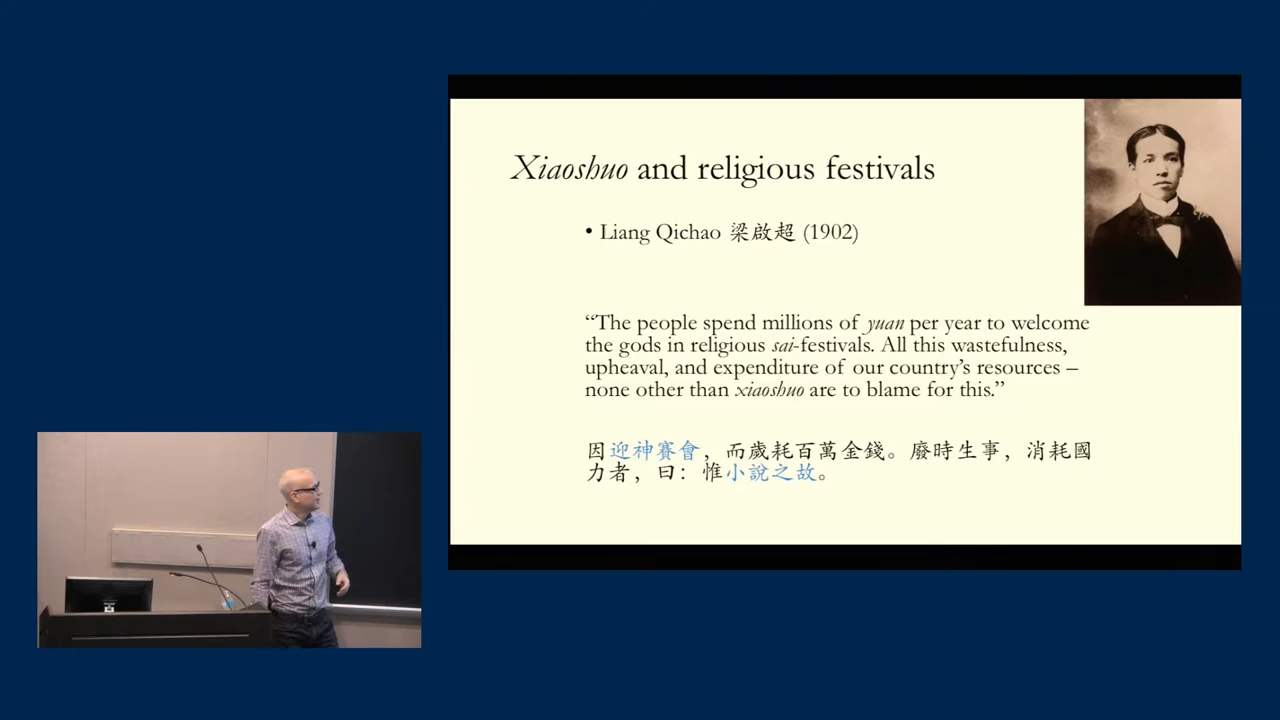 Xiaoshuo and religious festivals
• Liang Qichao 梁啟超 (1902)
“The people spend millions of yuan per year to welcome
the gods in religious sai-festivals. All this wastefulness,
upheaval, and expenditure of our country’s resources –
none other than xiaoshuo are to blame for this.”
因迎神賽會，而歲耗百萬金錢。廢時生事，消耗國
力者，曰：惟小說之故。